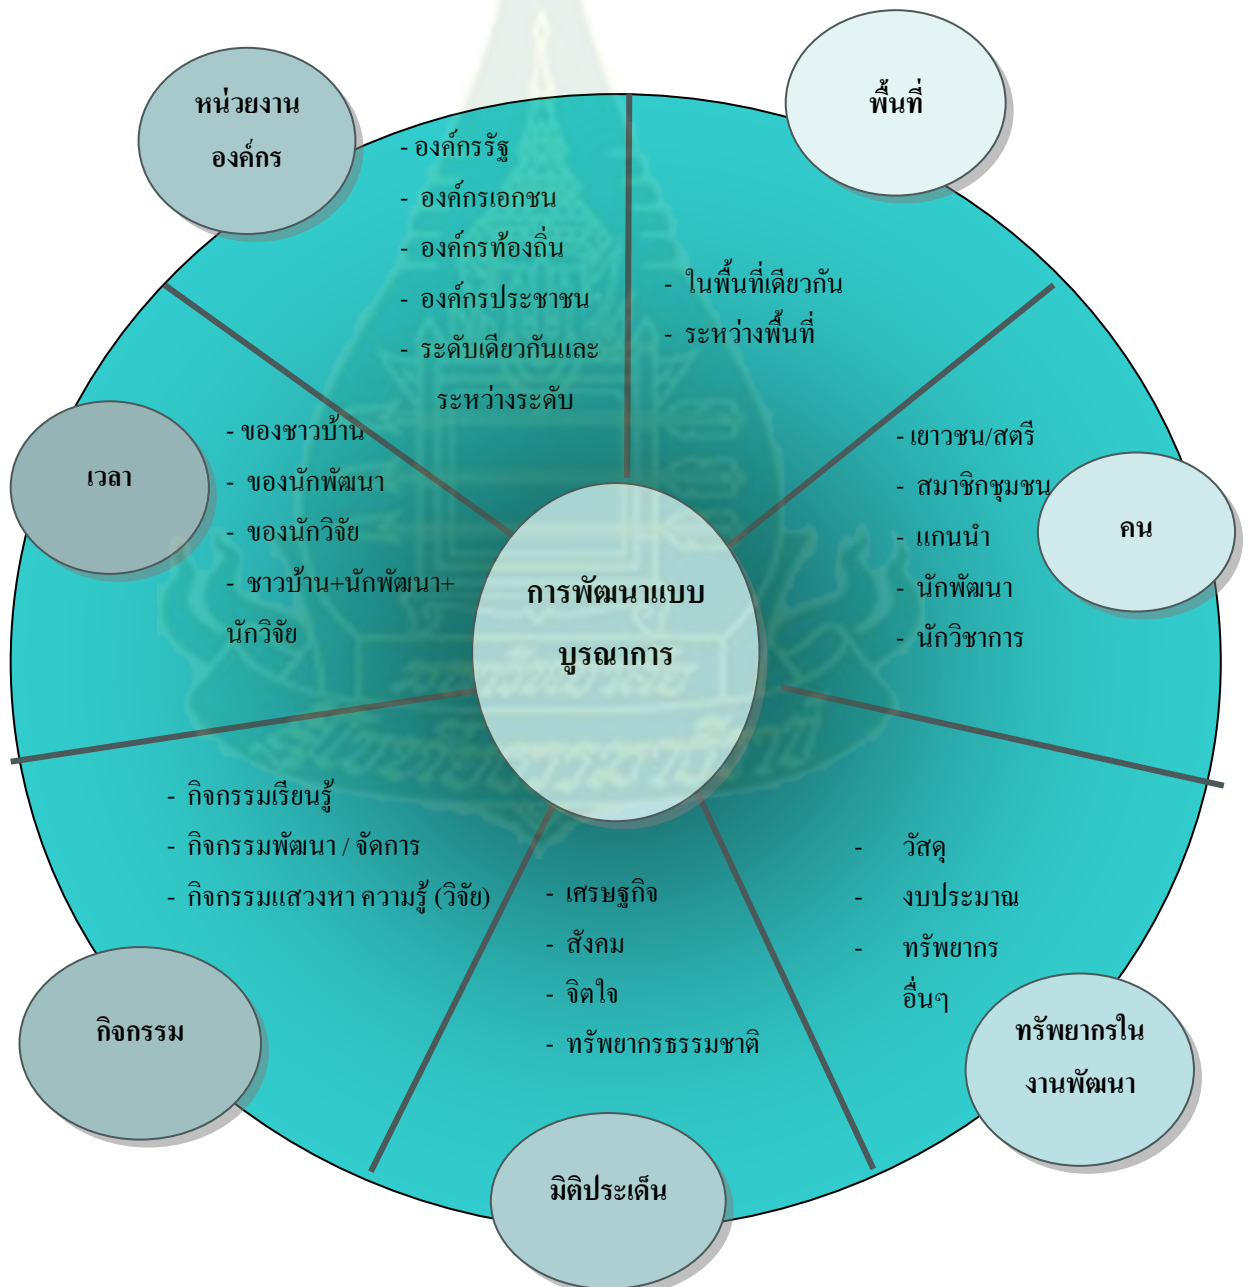 หน่วยงาน
องค์กร
- องค์กรรัฐ
- องค์กรเอกชน
- องค์กรท้องถิ่น
- องค์กรประชาชน
- ระดับเดียวกันและ
ระหว่างระดับ
พื้นที่
- ในพื้นที่เดียวกัน
- ระหว่างพื้นที่
คน
- เยาวชน/สตรี
- สมาชิกชุมชน
- แกนนำ
- นักพัฒนา
- นักวิชาการ
ทรัพยากรใน
งานพัฒนา
- วัสดุ
- งบประมาณ
- ทรัพยากร
อื่นๆ
มิติประเด็น
- เศรษฐกิจ
- สังคม
- จิตใจ
- ทรัพยากรธรรมชาติ
กิจกรรม
- กิจกรรมเรียนรู้
- กิจกรรมพัฒนา / จัดการ
- กิจกรรมแสวงหา ความรู้ (วิจัย)
เวลา
- ของชาวบ้าน
- ของนักพัฒนา
- ของนักวิจัย
- ชาวบ้าน+นักพัฒนา+
นักวิจัย
การพัฒนาแบบ
บูรณาการ